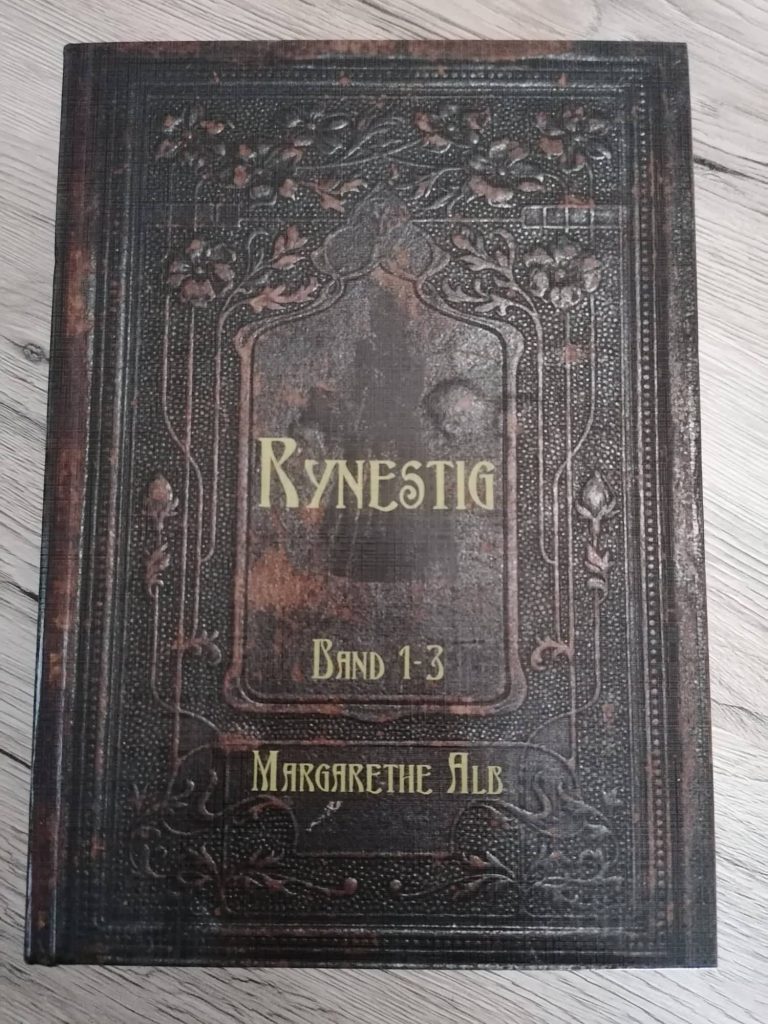 Rynestig
Band 1-3
Margarethe Alb